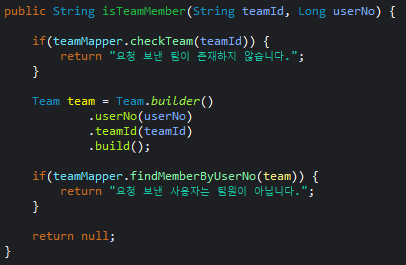 public String isTeamMember(String teamId, Long userNo) {
if(teamMapper.checkTeam(teamId)) {
return "요청 보낸 팀이 존재하지 않습니다.";
}
Team team = Team.builder()
.userNo(userNo)
.teamId(teamId)
.build();
if(teamMapper.findMemberByUserNo(team)) {
return "요청 보낸 사용자는 팀원이 아닙니다.";
}
return null;
}